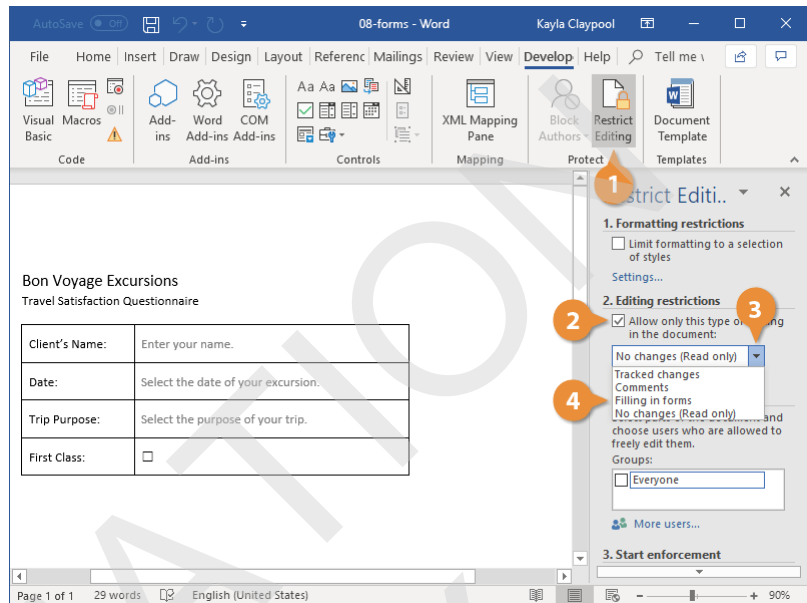 AutoSave Off 08-forms - Word Kayla Claypool
File Home Insert Draw Design Layout Referenc Mailings Review View Develop Help Tell me
Aa Aa
Visual Basic Macros Add-ins Word Add-ins COM Add-ins XML Mapping Pane Block Authors Restrict Editing Document Template
Code Add-ins Controls Mapping Protect Templates
1
strict Editi..
1. Formatting restrictions
Limit formatting to a selection
of styles
Settings...
2. Editing restrictions
2
3
Allow only this type of
in the document:
No changes (Read only)
4
Tracked changes
Comments
Filling in forms
No changes (Read only)
and
choose users who are allowed to
freely edit them.
Groups:
Everyone
More users...
3. Start enforcement
Bon Voyage Excursions
Travel Satisfaction Questionnaire
Client's Name: Enter your name.
Date: Select the date of your excursion.
Trip Purpose: Select the purpose of your trip.
First Class:
Page 1 of 1 29 words English (United States) 90%